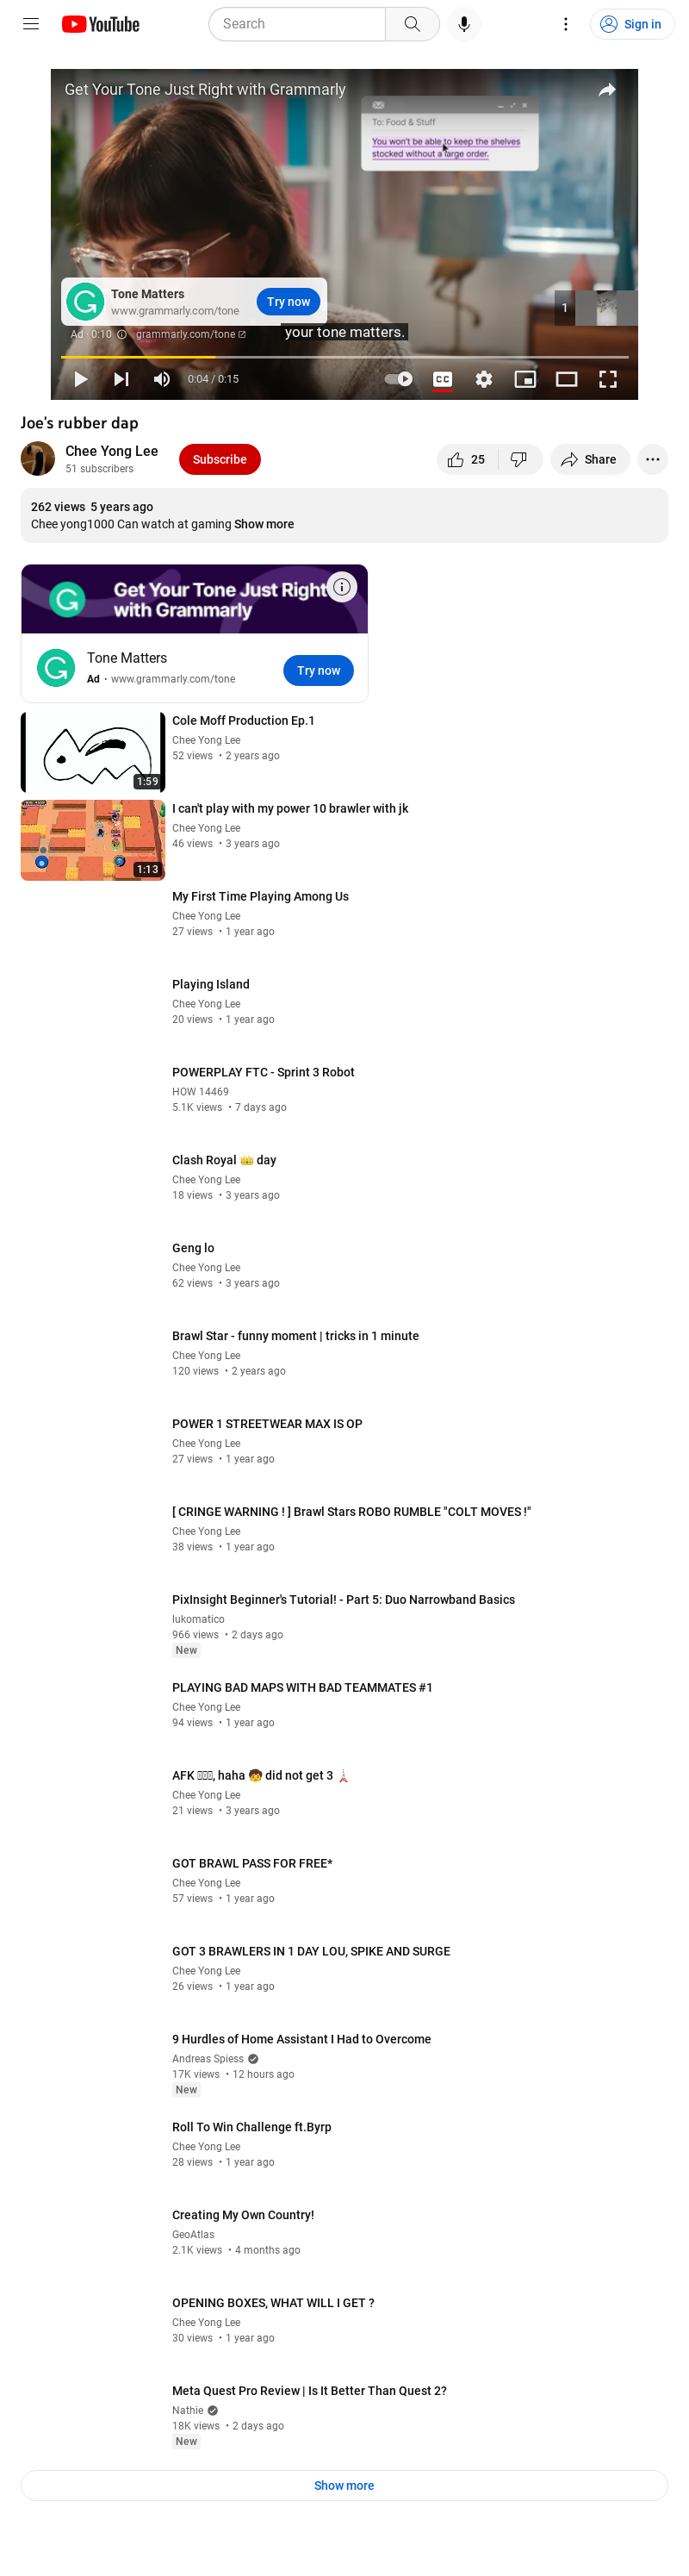 YouTube
Search
Sign in
Get Your Tone Just Right with Grammarly
To: Food & Stuff
You won't be able to keep the shelves
stocked without a large order.
Tone Matters
www.grammarly.com/tone
Try now
1
Ad · 0:10
grammarly.com/tone
your tone matters.
0:04 / 0:15
CC
Joe's rubber dap
Chee Yong Lee
51 subscribers
Subscribe
25
Share
262 views 5 years ago
Chee yong1000 Can watch at gaming Show more
Get Your Tone Just Right
with Grammarly
Tone Matters
Ad · www.grammarly.com/tone
Try now
1:59
Cole Moff Production Ep.1
Chee Yong Lee
52 views • 2 years ago
1:13
I can't play with my power 10 brawler with jk
Chee Yong Lee
46 views • 3 years ago
My First Time Playing Among Us
Chee Yong Lee
27 views • 1 year ago
Playing Island
Chee Yong Lee
20 views • 1 year ago
POWERPLAY FTC - Sprint 3 Robot
HOW 14469
5.1K views • 7 days ago
Clash Royal 👑 day
Chee Yong Lee
18 views • 3 years ago
Geng lo
Chee Yong Lee
62 views • 3 years ago
Brawl Star - funny moment | tricks in 1 minute
Chee Yong Lee
120 views • 2 years ago
POWER 1 STREETWEAR MAX IS OP
Chee Yong Lee
27 views • 1 year ago
[ CRINGE WARNING ! ] Brawl Stars ROBO RUMBLE "COLT MOVES !"
Chee Yong Lee
38 views • 1 year ago
PixInsight Beginner's Tutorial! - Part 5: Duo Narrowband Basics
lukomatico
966 views • 2 days ago
New
PLAYING BAD MAPS WITH BAD TEAMMATES #1
Chee Yong Lee
94 views • 1 year ago
AFK , haha 🧒 did not get 3 🗼
Chee Yong Lee
21 views • 3 years ago
GOT BRAWL PASS FOR FREE*
Chee Yong Lee
57 views • 1 year ago
GOT 3 BRAWLERS IN 1 DAY LOU, SPIKE AND SURGE
Chee Yong Lee
26 views • 1 year ago
9 Hurdles of Home Assistant I Had to Overcome
Andreas Spiess
17K views • 12 hours ago
New
Roll To Win Challenge ft.Byrp
Chee Yong Lee
28 views • 1 year ago
Creating My Own Country!
GeoAtlas
2.1K views • 4 months ago
OPENING BOXES, WHAT WILL I GET ?
Chee Yong Lee
30 views • 1 year ago
Meta Quest Pro Review | Is It Better Than Quest 2?
Nathie
18K views • 2 days ago
New
Show more